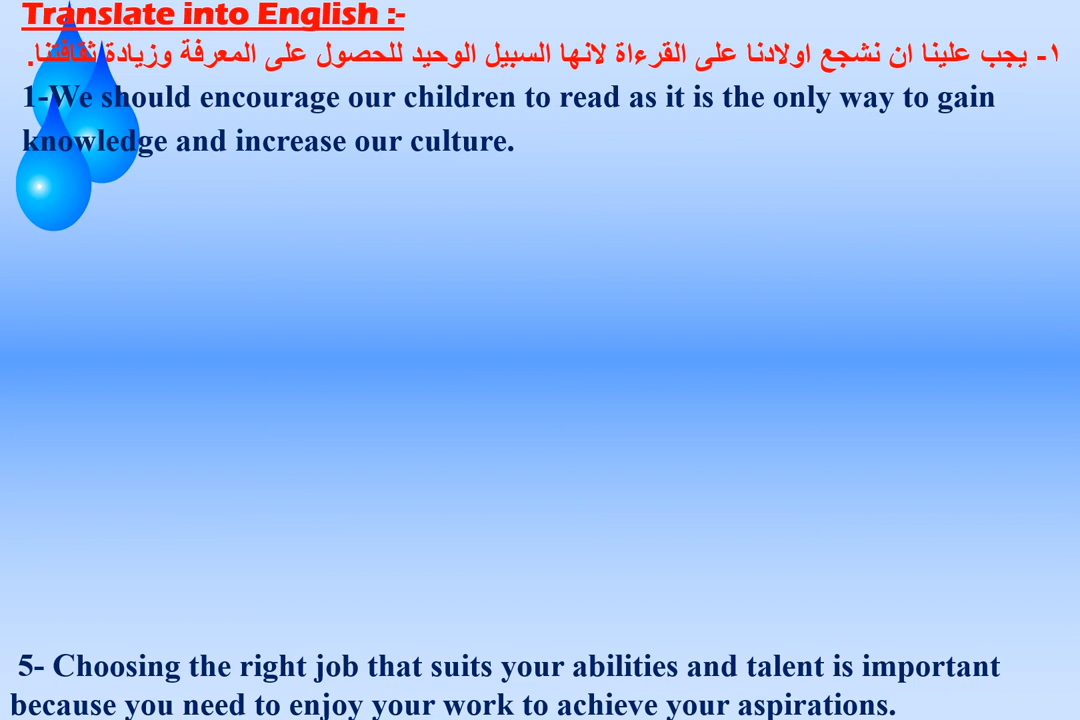 Translate into English :-
١- يجب علينا ان نشجع اولادنا على القرءاة لانها السبيل الوحيد للحصول على المعرفة وزيادة ثقافتنا.
1-We should encourage our children to read as it is the only way to gain
knowledge and increase our culture.
5- Choosing the right job that suits your abilities and talent is important
because you need to enjoy your work to achieve your aspirations.